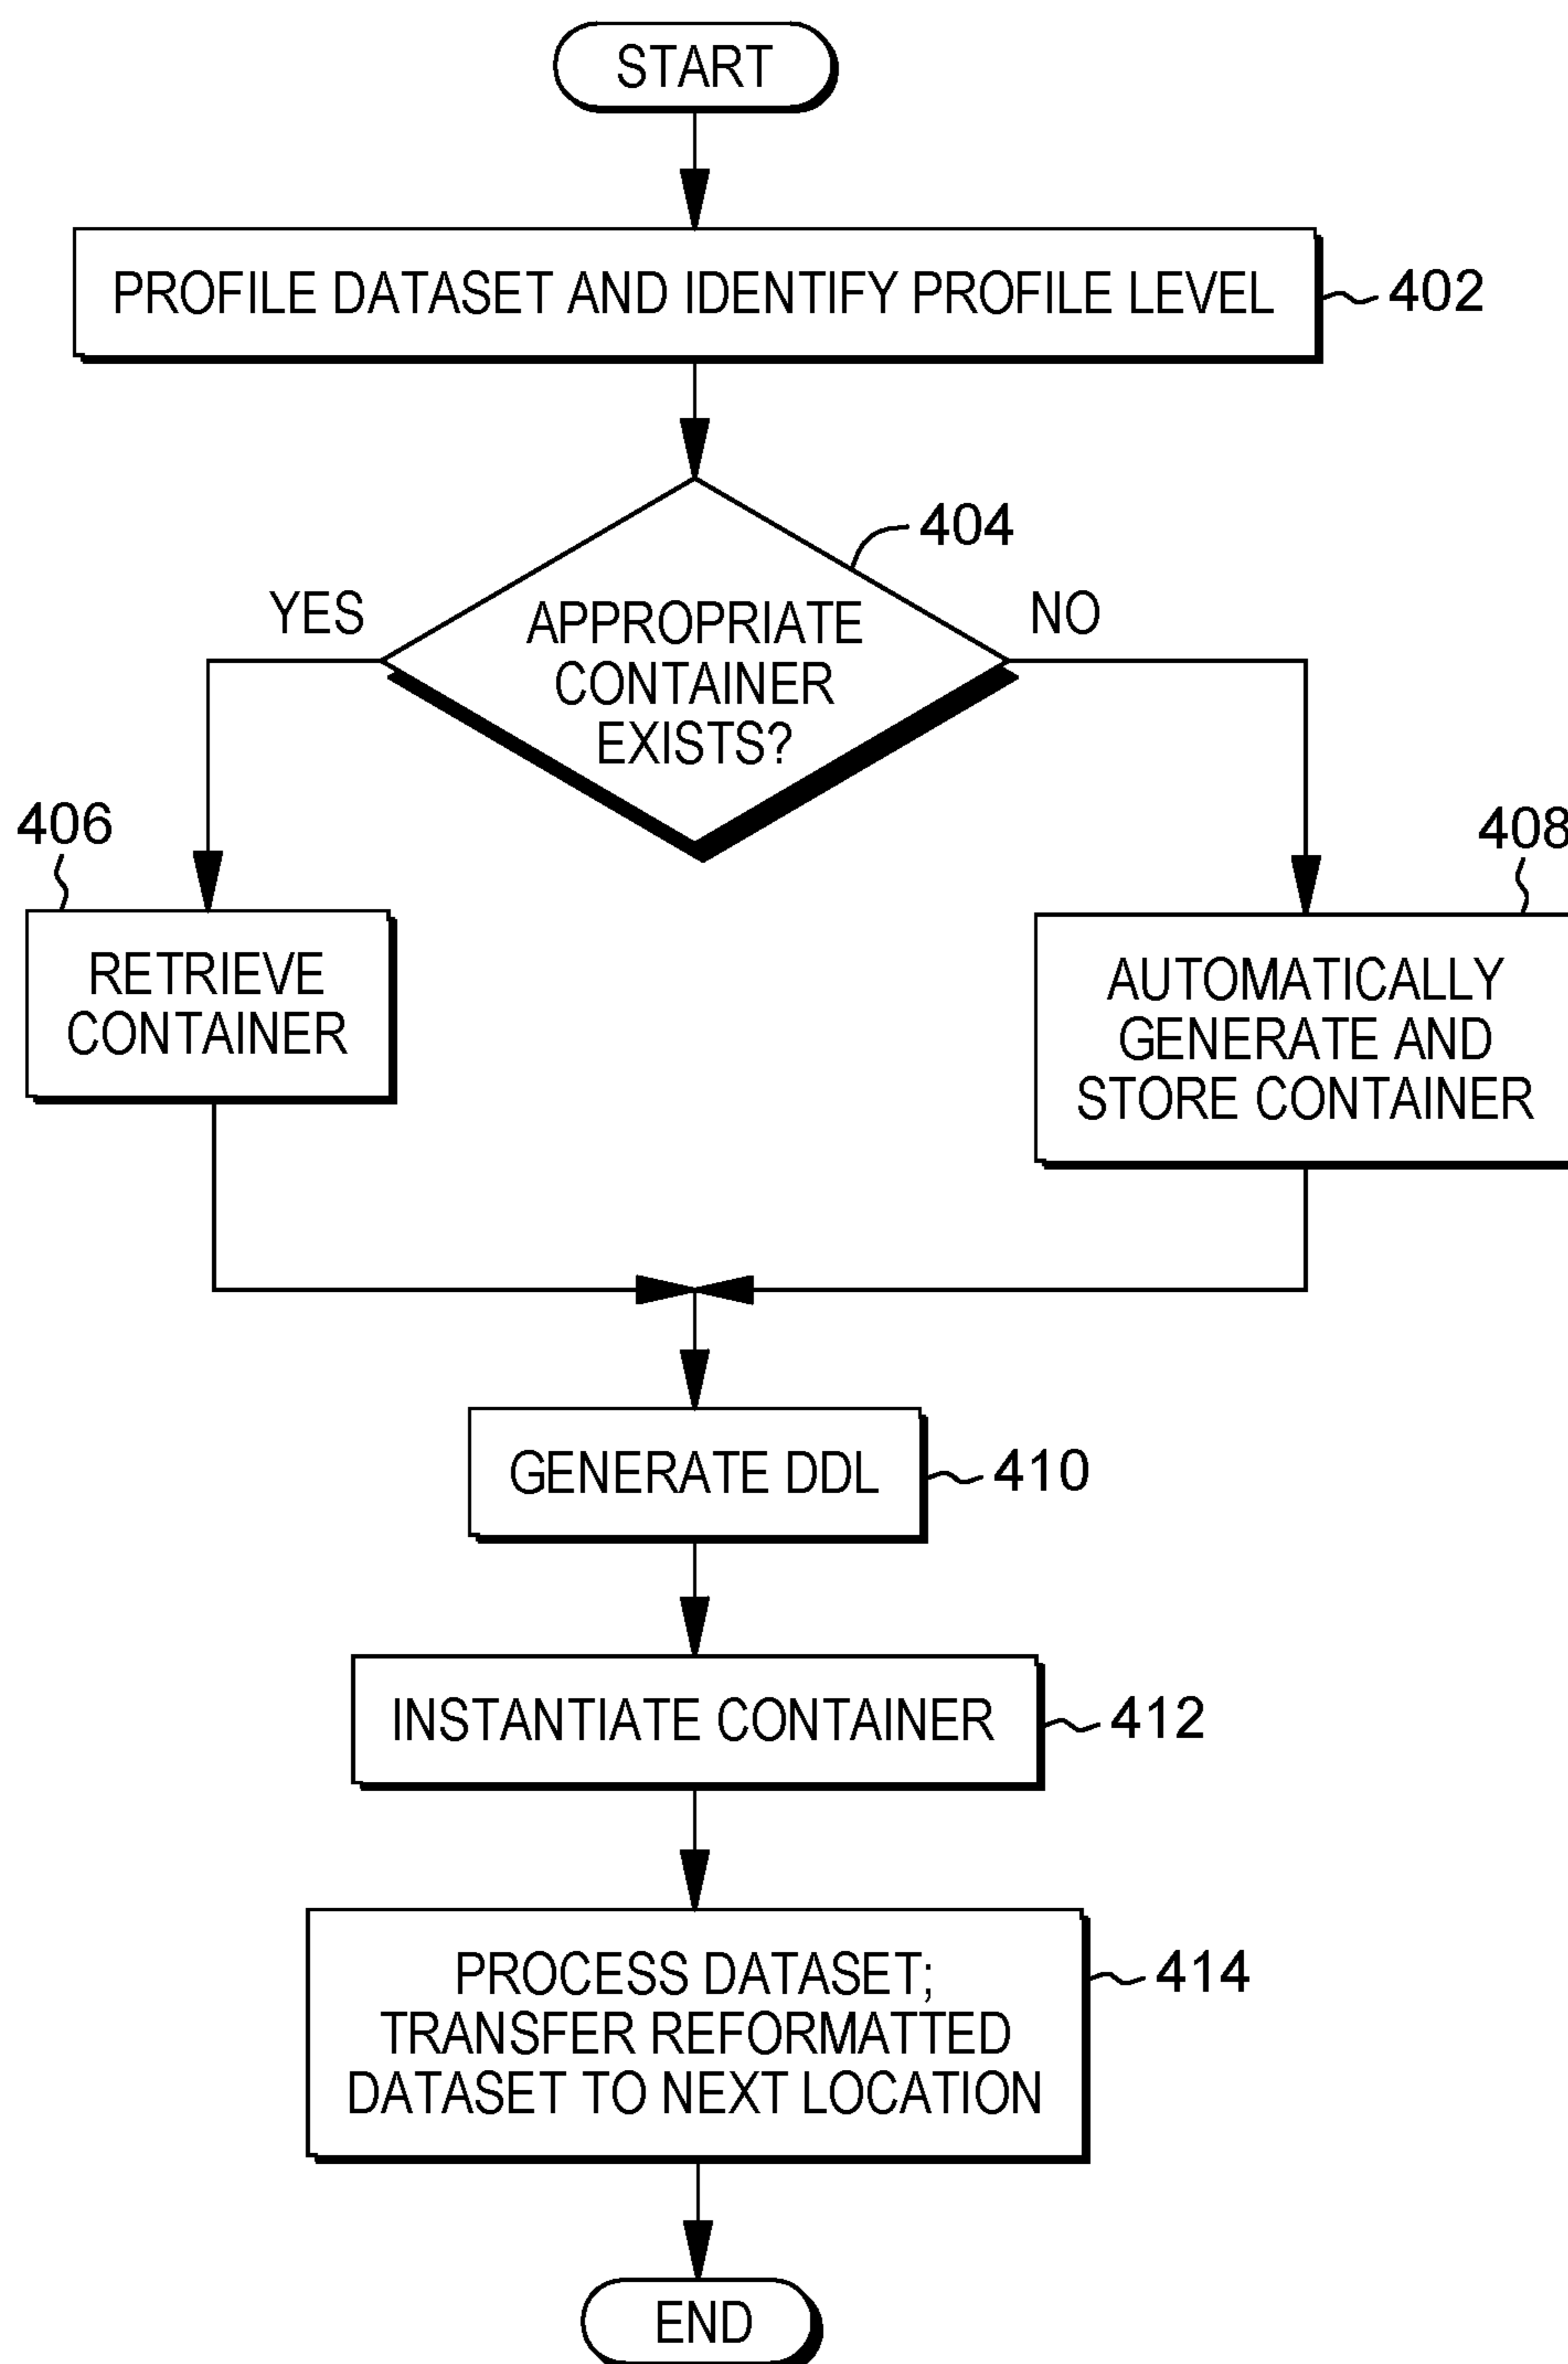 START
PROFILE DATASET AND IDENTIFY PROFILE LEVEL
402
404
YES
NO
APPROPRIATE
CONTAINER
EXISTS?
406
408
RETRIEVE
CONTAINER
AUTOMATICALLY
GENERATE AND
STORE CONTAINER
GENERATE DDL
410
INSTANTIATE CONTAINER
412
PROCESS DATASET;
TRANSFER REFORMATTED
DATASET TO NEXT LOCATION
414
END